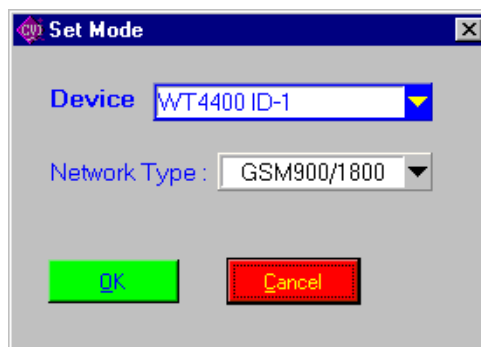 CVI Set Mode
Device WT4400 ID-1
Network Type : GSM900/1800
OK Cancel